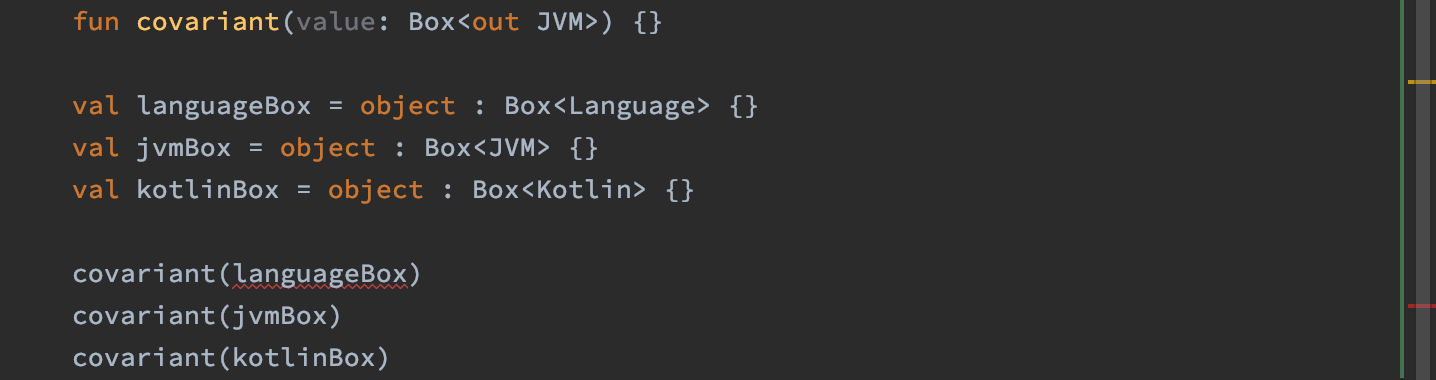 fun covariant(value: Box<out JVM>) {}
val languageBox = object : Box<Language> {}
val jvmBox = object : Box<JVM> {}
val kotlinBox = object : Box<Kotlin> {}
covariant(languageBox)
covariant(jvmBox)
covariant(kotlinBox)